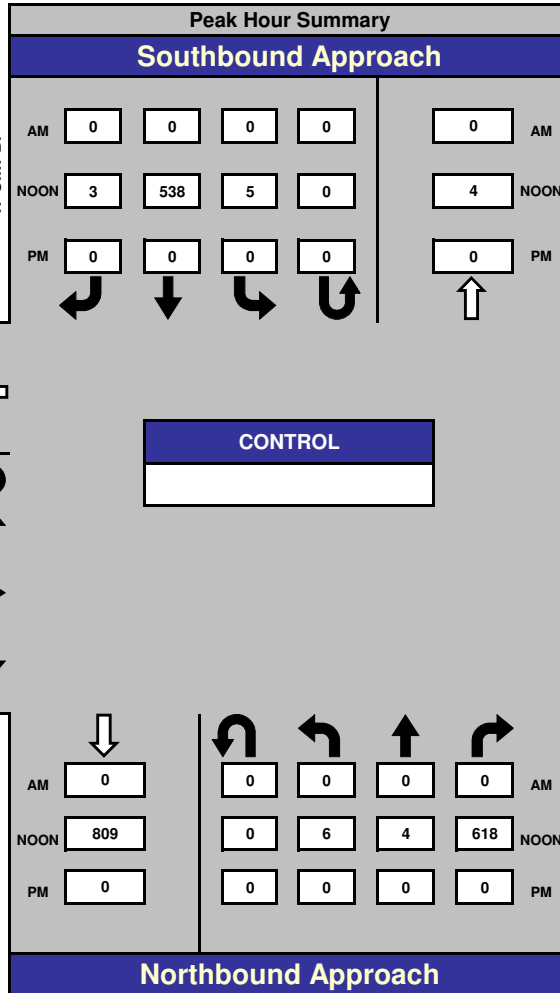 Peak Hour Summary
Southbound Approach
AM 0 0 0 0 0 AM
NOON 3 538 5 0 4 NOON
PM 0 0 0 0 0 PM
CONTROL
AM 0 0 0 0 0 AM
NOON 809 0 6 4 618 NOON
PM 0 0 0 0 0 PM
Northbound Approach